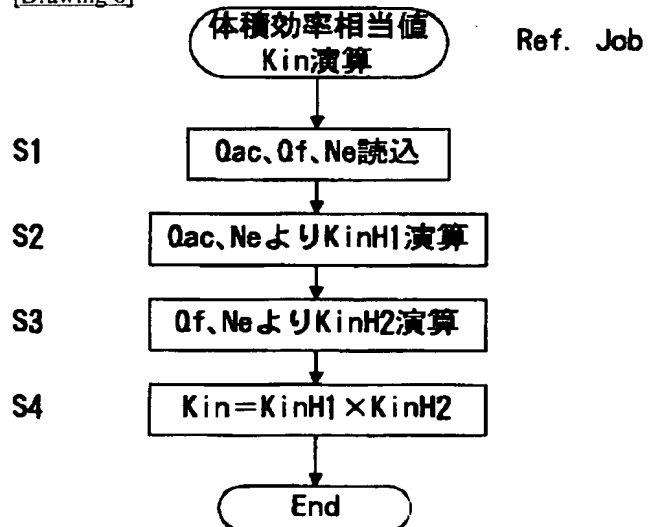 体積効率相当値
Kin演算
Ref. Job
S1
Qac、Qf、Ne読込
S2
Qac、NeよりKinH1演算
S3
Qf、NeよりKinH2演算
S4
Kin=KinH1×KinH2
End